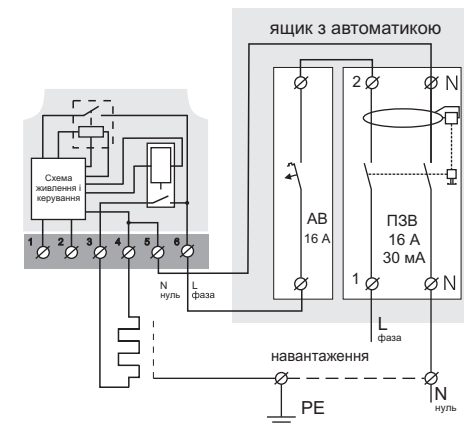 ящик з автоматикою
2
N
Схема
живлення і
керування
АВ
16 А
ПЗВ
16 А
30 мА
1 2 3 4 5 6
N
нуль
L
фаза
1
N
L
фаза
навантаження
N
нуль
PE